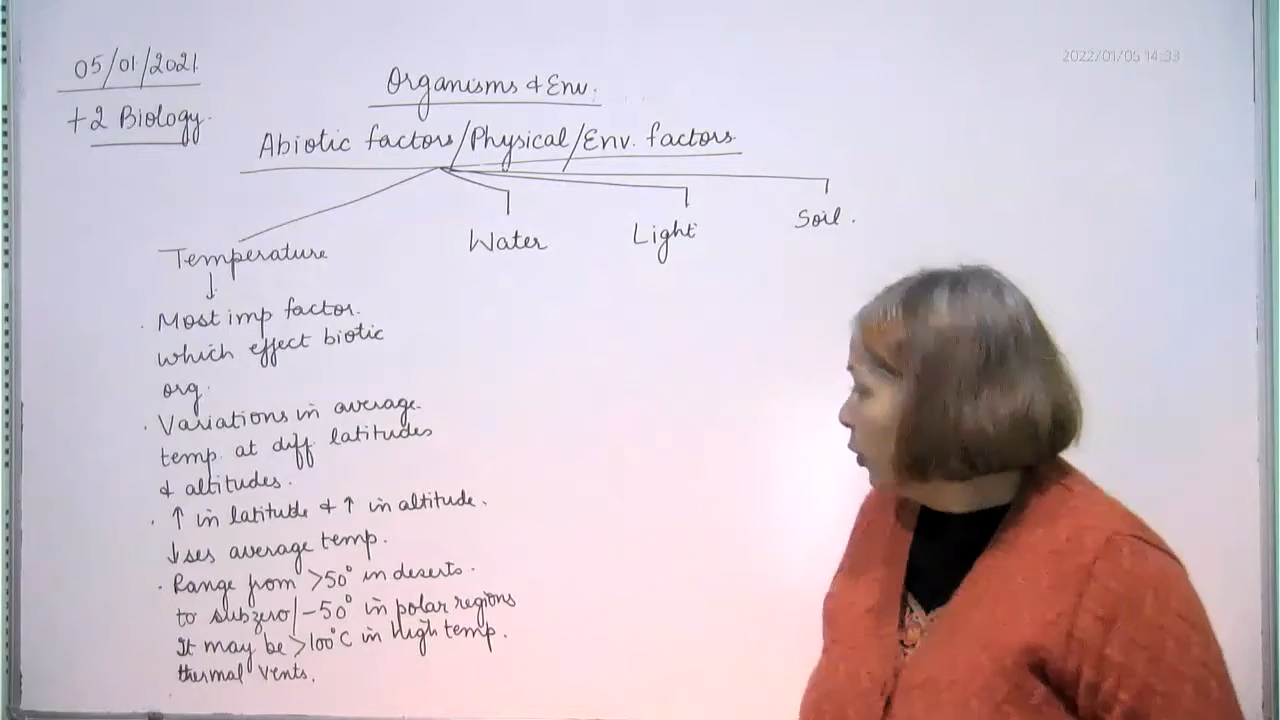 05/01/2021
+2 Biology.
2022/01/05 14:33
Organisms & Env.
Abiotic factors/Physical/Env. factors
Temperature
Water
Light
Soil.
. Most imp factor.
which effect biotic
org.
. Variations in average
temp. at diff latitudes
& altitudes.
. ↑ in latitude & ↑ in altitude.
↓ses average temp.
. Range from >50° in deserts.
to subzero/-50° in polar regions
It may be >100°C in high temp.
thermal vents.